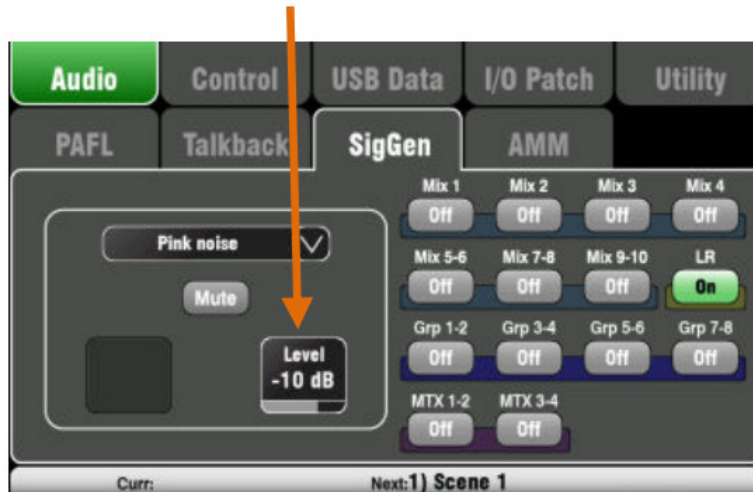 Audio Control USB Data I/O Patch Utility
PAFL Talkback SigGen AMM
Mix 1 Mix 2 Mix 3 Mix 4
Off Off Off Off
Pink noise
Mute
Level
-10 dB
Mix 5-6 Mix 7-8 Mix 9-10 LR
Off Off Off On
Grp 1-2 Grp 3-4 Grp 5-6 Grp 7-8
Off Off Off Off
MTX 1-2 MTX 3-4
Off Off
Curr: Next:1) Scene 1